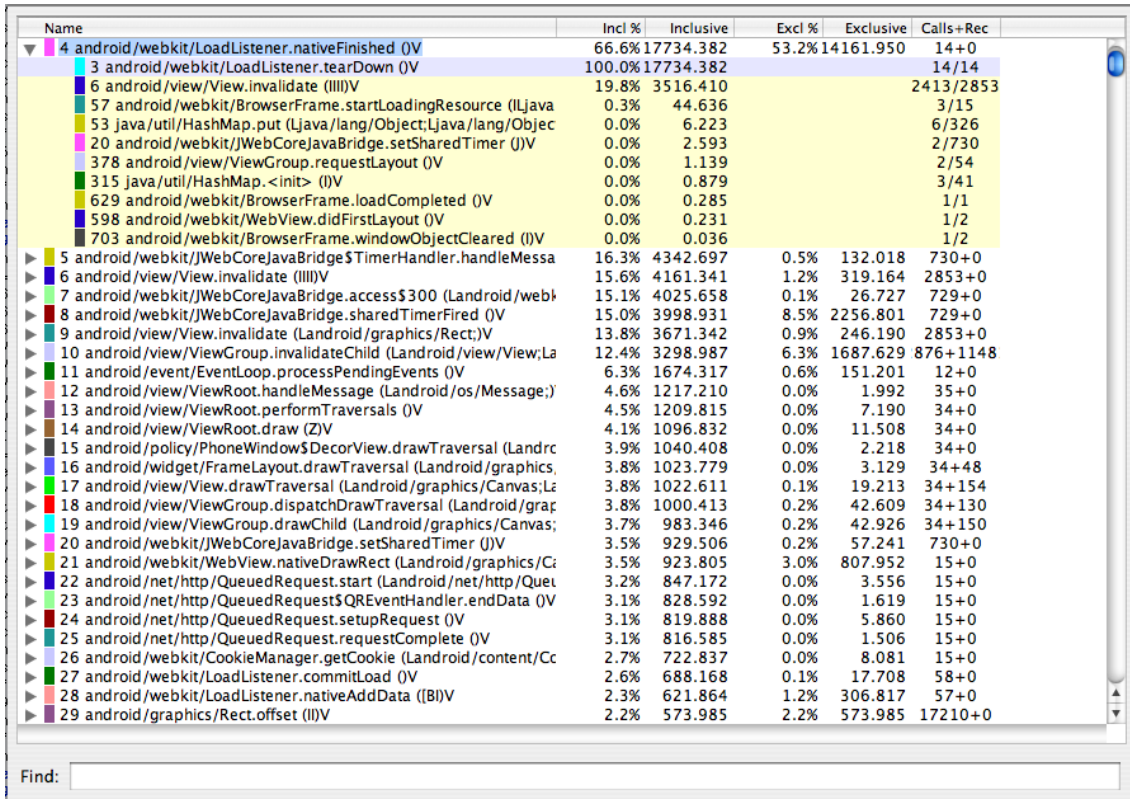 Name Incl % Inclusive Excl % Exclusive Calls+Rec
4 android/webkit/LoadListener.nativeFinished ()V 66.6% 17734.382 53.2% 14161.950 14+0
3 android/webkit/LoadListener.tearDown ()V 100.0% 17734.382 14/14
6 android/view/View.invalidate (IIII)V 19.8% 3516.410 2413/2853
57 android/webkit/BrowserFrame.startLoadingResource (ILjava 0.3% 44.636 3/15
53 java/util/HashMap.put (Ljava/lang/Object;Ljava/lang/Objec 0.0% 6.223 6/326
20 android/webkit/JWebCoreJavaBridge.setSharedTimer (J)V 0.0% 2.593 2/730
378 android/view/ViewGroup.requestLayout ()V 0.0% 1.139 2/54
315 java/util/HashMap.<init> (I)V 0.0% 0.879 3/41
629 android/webkit/BrowserFrame.loadCompleted ()V 0.0% 0.285 1/1
598 android/webkit/WebView.didFirstLayout ()V 0.0% 0.231 1/2
703 android/webkit/BrowserFrame.windowObjectCleared (I)V 0.0% 0.036 1/2
5 android/webkit/JWebCoreJavaBridge$TimerHandler.handleMessa 16.3% 4342.697 0.5% 132.018 730+0
6 android/view/View.invalidate (IIII)V 15.6% 4161.341 1.2% 319.164 2853+0
7 android/webkit/JWebCoreJavaBridge.access$300 (Landroid/webk 15.1% 4025.658 0.1% 26.727 729+0
8 android/webkit/JWebCoreJavaBridge.sharedTimerFired ()V 15.0% 3998.931 8.5% 2256.801 729+0
9 android/view/View.invalidate (Landroid/graphics/Rect;)V 13.8% 3671.342 0.9% 246.190 2853+0
10 android/view/ViewGroup.invalidateChild (Landroid/view/View;La 12.4% 3298.987 6.3% 1687.629 876+1148
11 android/event/EventLoop.processPendingEvents ()V 6.3% 1674.317 0.6% 151.201 12+0
12 android/view/ViewRoot.handleMessage (Landroid/os/Message;)' 4.6% 1217.210 0.0% 1.992 35+0
13 android/view/ViewRoot.performTraversals ()V 4.5% 1209.815 0.0% 7.190 34+0
14 android/view/ViewRoot.draw (Z)V 4.1% 1096.832 0.0% 11.508 34+0
15 android/policy/PhoneWindow$DecorView.drawTraversal (Landrc 3.9% 1040.408 0.0% 2.218 34+0
16 android/widget/FrameLayout.drawTraversal (Landroid/graphics, 3.8% 1023.779 0.0% 3.129 34+48
17 android/view/View.drawTraversal (Landroid/graphics/Canvas;La 3.8% 1022.611 0.1% 19.213 34+154
18 android/view/ViewGroup.dispatchDrawTraversal (Landroid/grap 3.8% 1000.413 0.2% 42.609 34+130
19 android/view/ViewGroup.drawChild (Landroid/graphics/Canvas; 3.7% 983.346 0.2% 42.926 34+150
20 android/webkit/JWebCoreJavaBridge.setSharedTimer (J)V 3.5% 929.506 0.2% 57.241 730+0
21 android/webkit/WebView.nativeDrawRect (Landroid/graphics/Ca 3.5% 923.805 3.0% 807.952 15+0
22 android/net/http/QueuedRequest.start (Landroid/net/http/Queu 3.2% 847.172 0.0% 3.556 15+0
23 android/net/http/QueuedRequest$QREventHandler.endData ()V 3.1% 828.592 0.0% 1.619 15+0
24 android/net/http/QueuedRequest.setupRequest ()V 3.1% 819.888 0.0% 5.860 15+0
25 android/net/http/QueuedRequest.requestComplete ()V 3.1% 816.585 0.0% 1.506 15+0
26 android/webkit/CookieManager.getCookie (Landroid/content/Cc 2.7% 722.837 0.0% 8.081 15+0
27 android/webkit/LoadListener.commitLoad ()V 2.6% 688.168 0.1% 17.708 58+0
28 android/webkit/LoadListener.nativeAddData ([BI)V 2.3% 621.864 1.2% 306.817 57+0
29 android/graphics/Rect.offset (II)V 2.2% 573.985 2.2% 573.985 17210+0
Find: